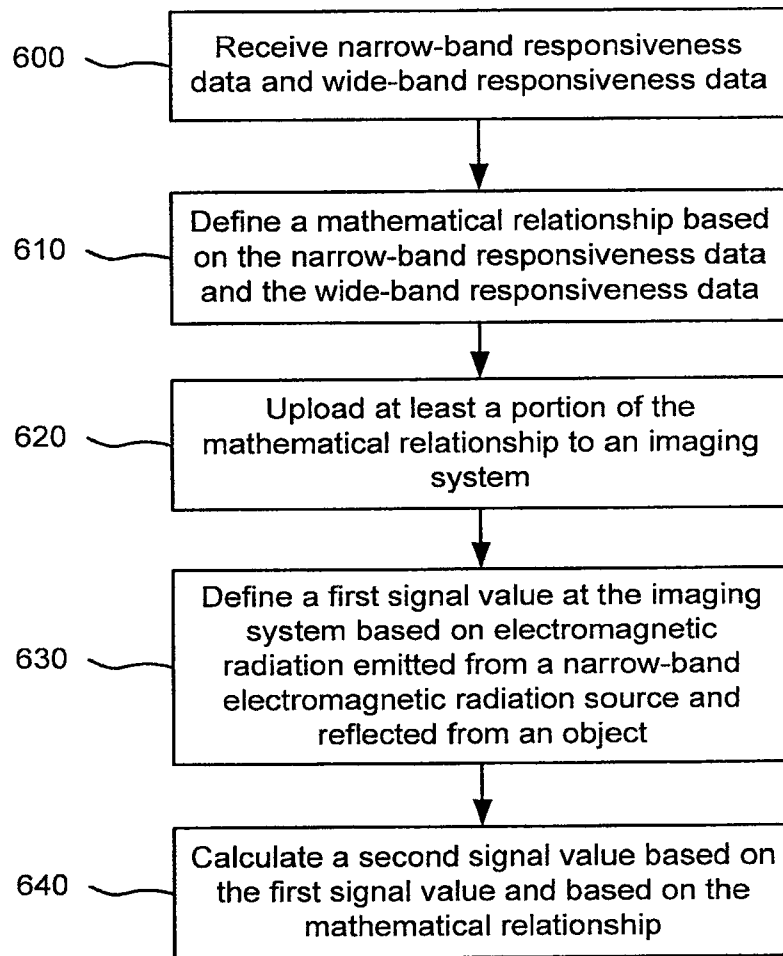 600
Receive narrow-band responsiveness
data and wide-band responsiveness data
610
Define a mathematical relationship based
on the narrow-band responsiveness data
and the wide-band responsiveness data
620
Upload at least a portion of the
mathematical relationship to an imaging
system
630
Define a first signal value at the imaging
system based on electromagnetic
radiation emitted from a narrow-band
electromagnetic radiation source and
reflected from an object
640
Calculate a second signal value based on
the first signal value and based on the
mathematical relationship